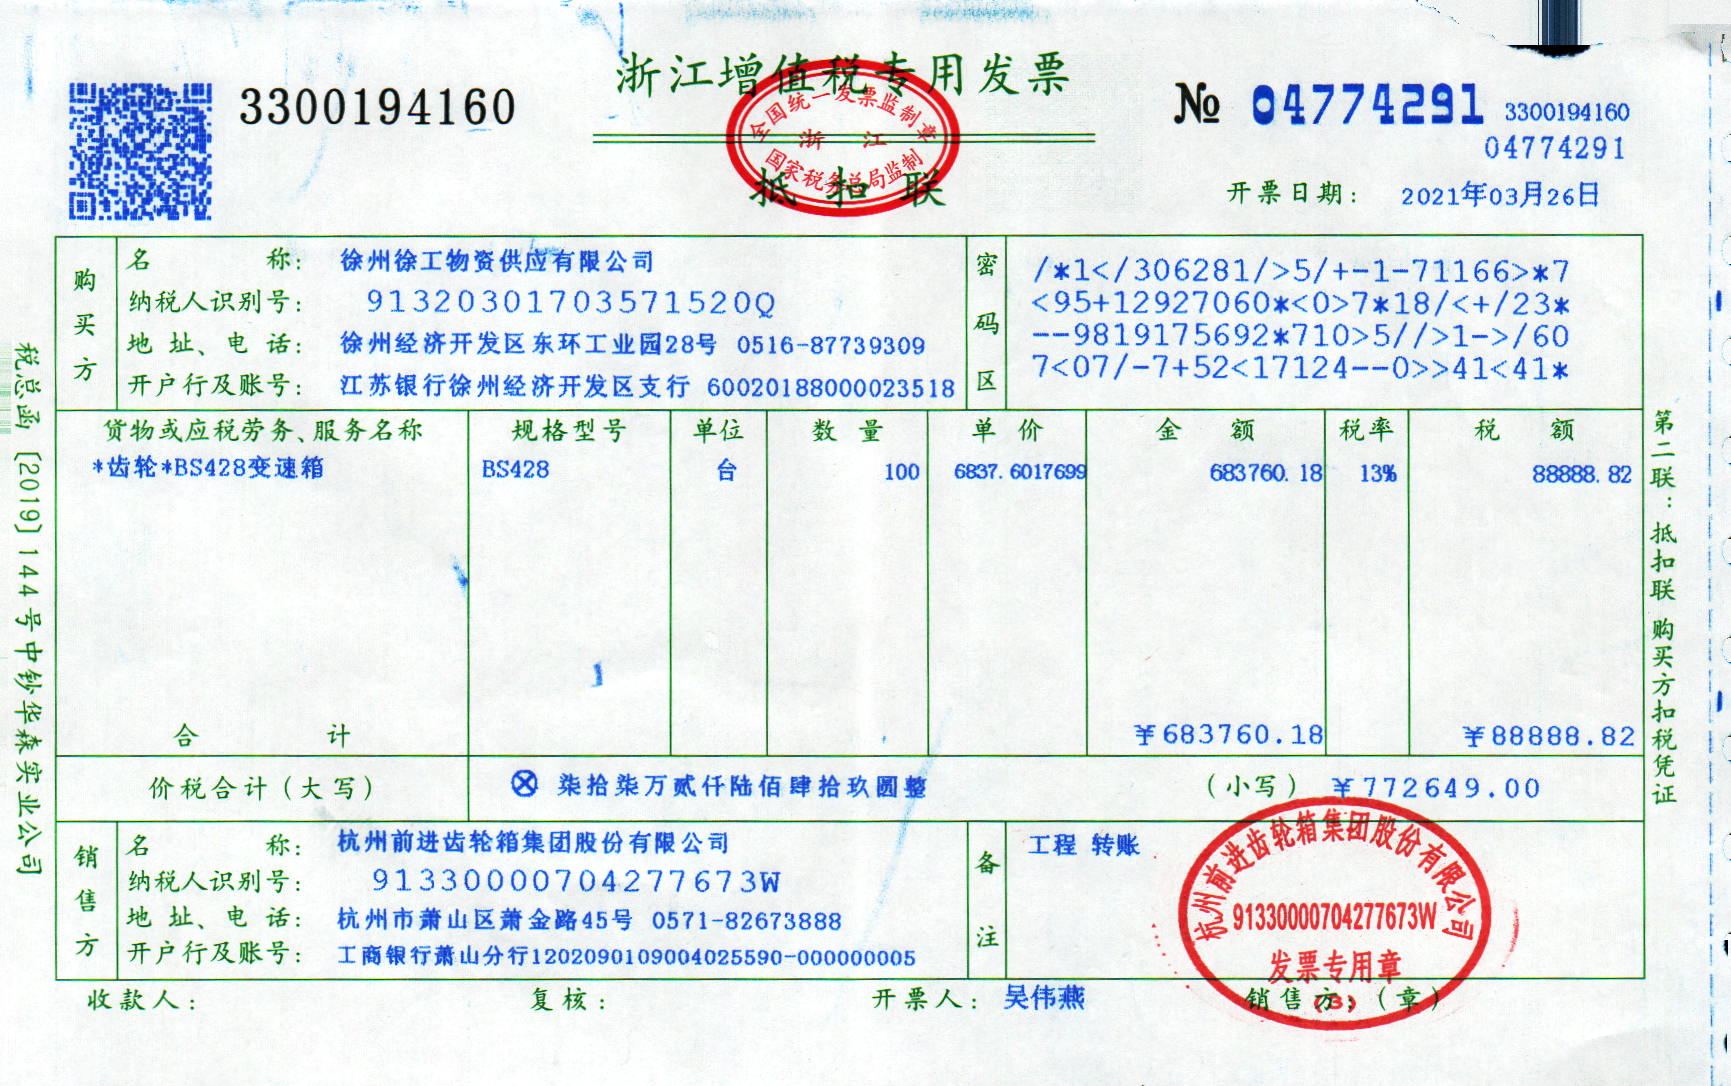 浙江增值税专用发票
3300194160
№ 04774291
3300194160
04774291
全国统一发票监制章
浙 江
国家税务总局监制
抵扣联
开票日期: 2021年03月26日
购买方
名 称: 徐州徐工物资供应有限公司
纳税人识别号: 91320301703571520Q
地 址、电 话: 徐州经济开发区东环工业园28号 0516-87739309
开户行及账号: 江苏银行徐州经济开发区支行 60020188000023518
密码区
/*1</306281/>5/+-1-71166>*7
<95+12927060*<0>7*18/<+/23*
--9819175692*710>5//>1->/60
7<07/-7+52<17124--0>>41<41*
货物或应税劳务、服务名称 规格型号 单位 数 量 单 价 金 额 税率 税 额
*齿轮*BS428变速箱 BS428 台 100 6837.6017699 683760.18 13% 88888.82
合 计 ¥683760.18 ¥88888.82
价税合计(大写) ⊗ 柒拾柒万贰仟陆佰肆拾玖圆整 (小写) ¥772649.00
销售方
名 称: 杭州前进齿轮箱集团股份有限公司
纳税人识别号: 91330000704277673W
地 址、电 话: 杭州市萧山区萧金路45号 0571-82673888
开户行及账号: 工商银行萧山分行1202090109004025590-000000005
备注
工程 转账
杭州前进齿轮箱集团股份有限公司
91330000704277673W
发票专用章
(3)
收款人: 复核: 开票人: 吴伟燕 销售方:(章)
税总函〔2019〕144号中钞华森实业公司
第二联:抵扣联 购买方扣税凭证